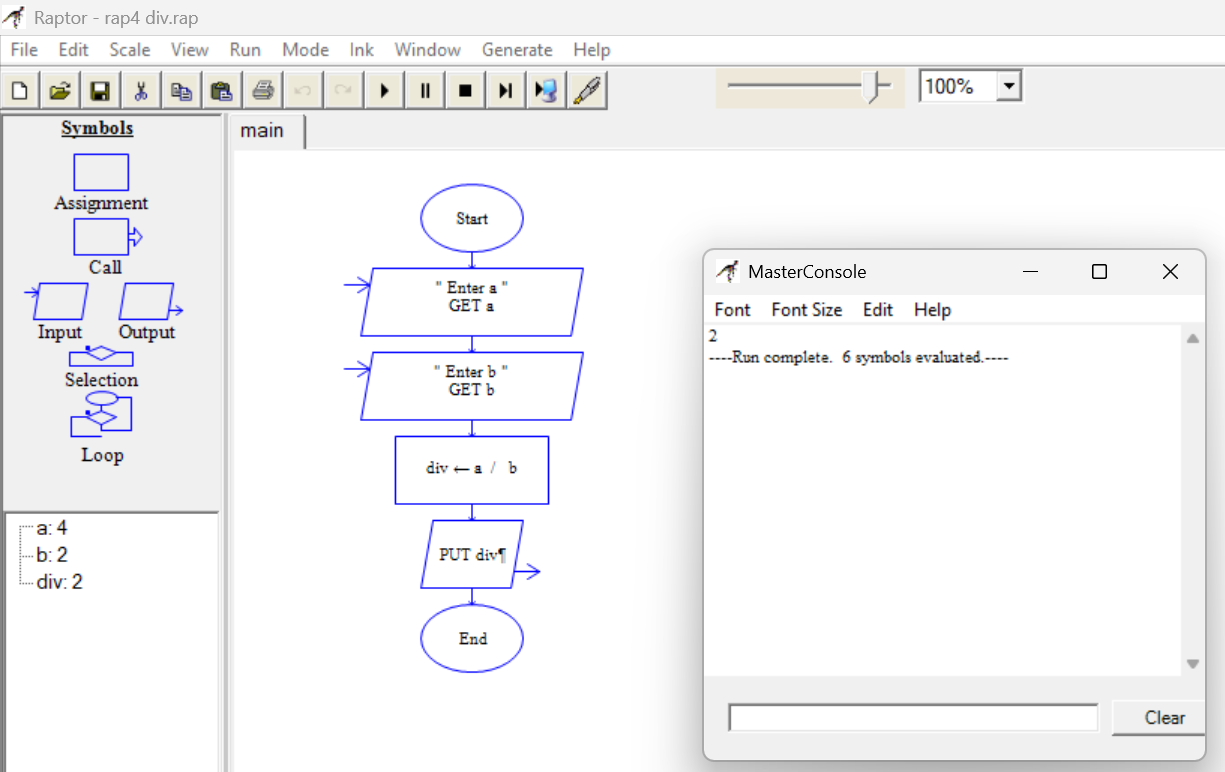 Raptor - rap4 div.rap
File Edit Scale View Run Mode Ink Window Generate Help
100%
Symbols
Assignment
Call
Input Output
Selection
Loop
a: 4
b: 2
div: 2
main
Start
" Enter a "
GET a
" Enter b "
GET b
div ← a / b
PUT div¶
End
MasterConsole
Font Font Size Edit Help
2
----Run complete. 6 symbols evaluated.----
Clear